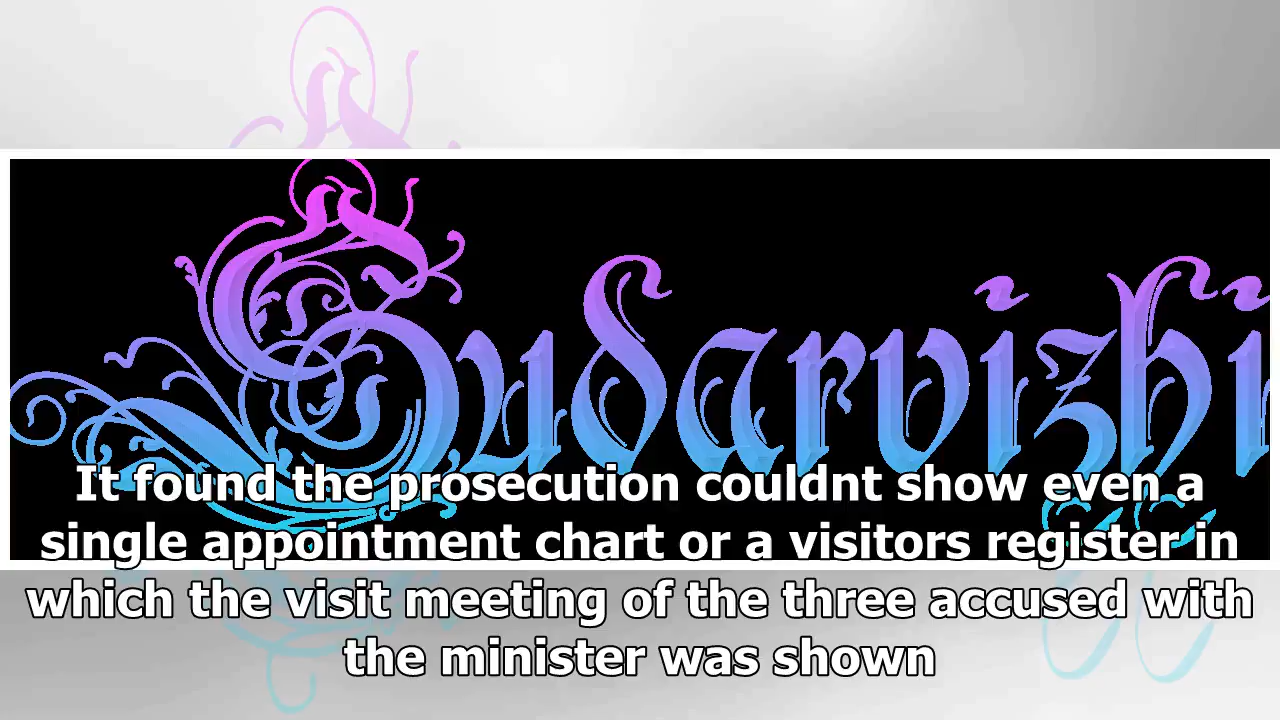 Sudarvizhi
It found the prosecution couldnt show even a
single appointment chart or a visitors register in
which the visit meeting of the three accused with
the minister was shown